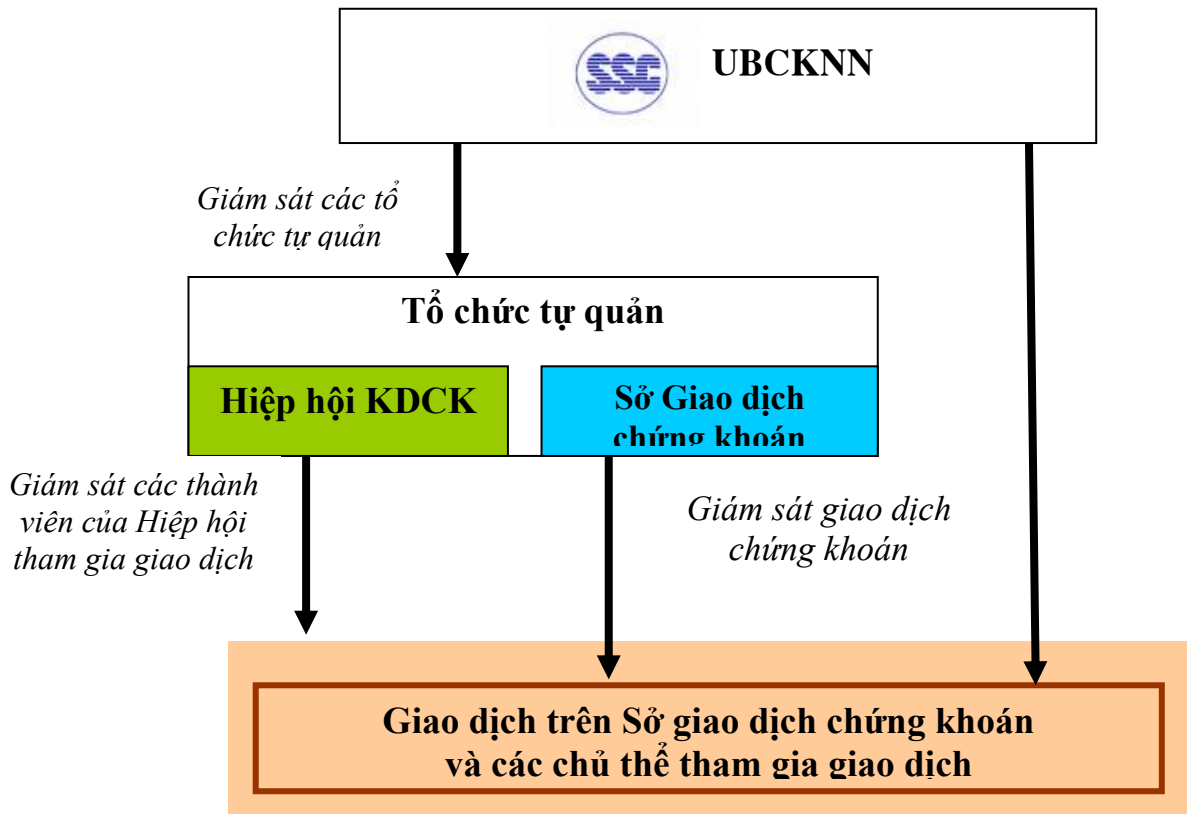 SSC
UBCKNN
Giám sát các tổ
chức tự quản
Tổ chức tự quản
Hiệp hội KDCK
Sở Giao dịch
chứng khoán
Giám sát các thành
viên của Hiệp hội
tham gia giao dịch
Giám sát giao dịch
chứng khoán
Giao dịch trên Sở giao dịch chứng khoán
và các chủ thể tham gia giao dịch